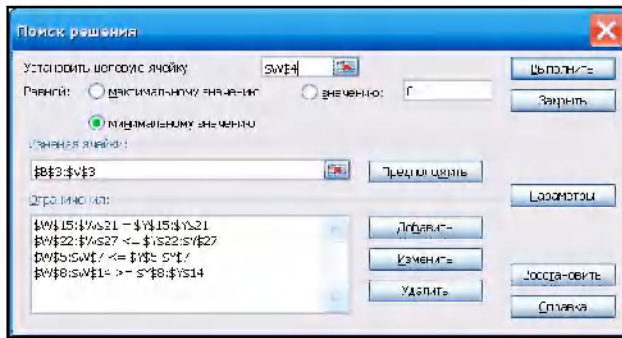 Поиск решения
Установить целевую ячейку $W$4 Выполнить
Равной: максимальному значению значению: 0 Закрыть
минимальному значению
Изменяя ячейки:
$B$3:$V$3 Предположить
Ограничения: Параметры
$W$15:$W$21 = $Y$15:$Y$21 Добавить
$W$22:$W$27 <= $Y$22:$Y$27
$W$5:$W$7 <= $Y$5:$Y$7 Изменить
$W$8:$W$14 >= $Y$8:$Y$14 Восстановить
Удалить
Справка